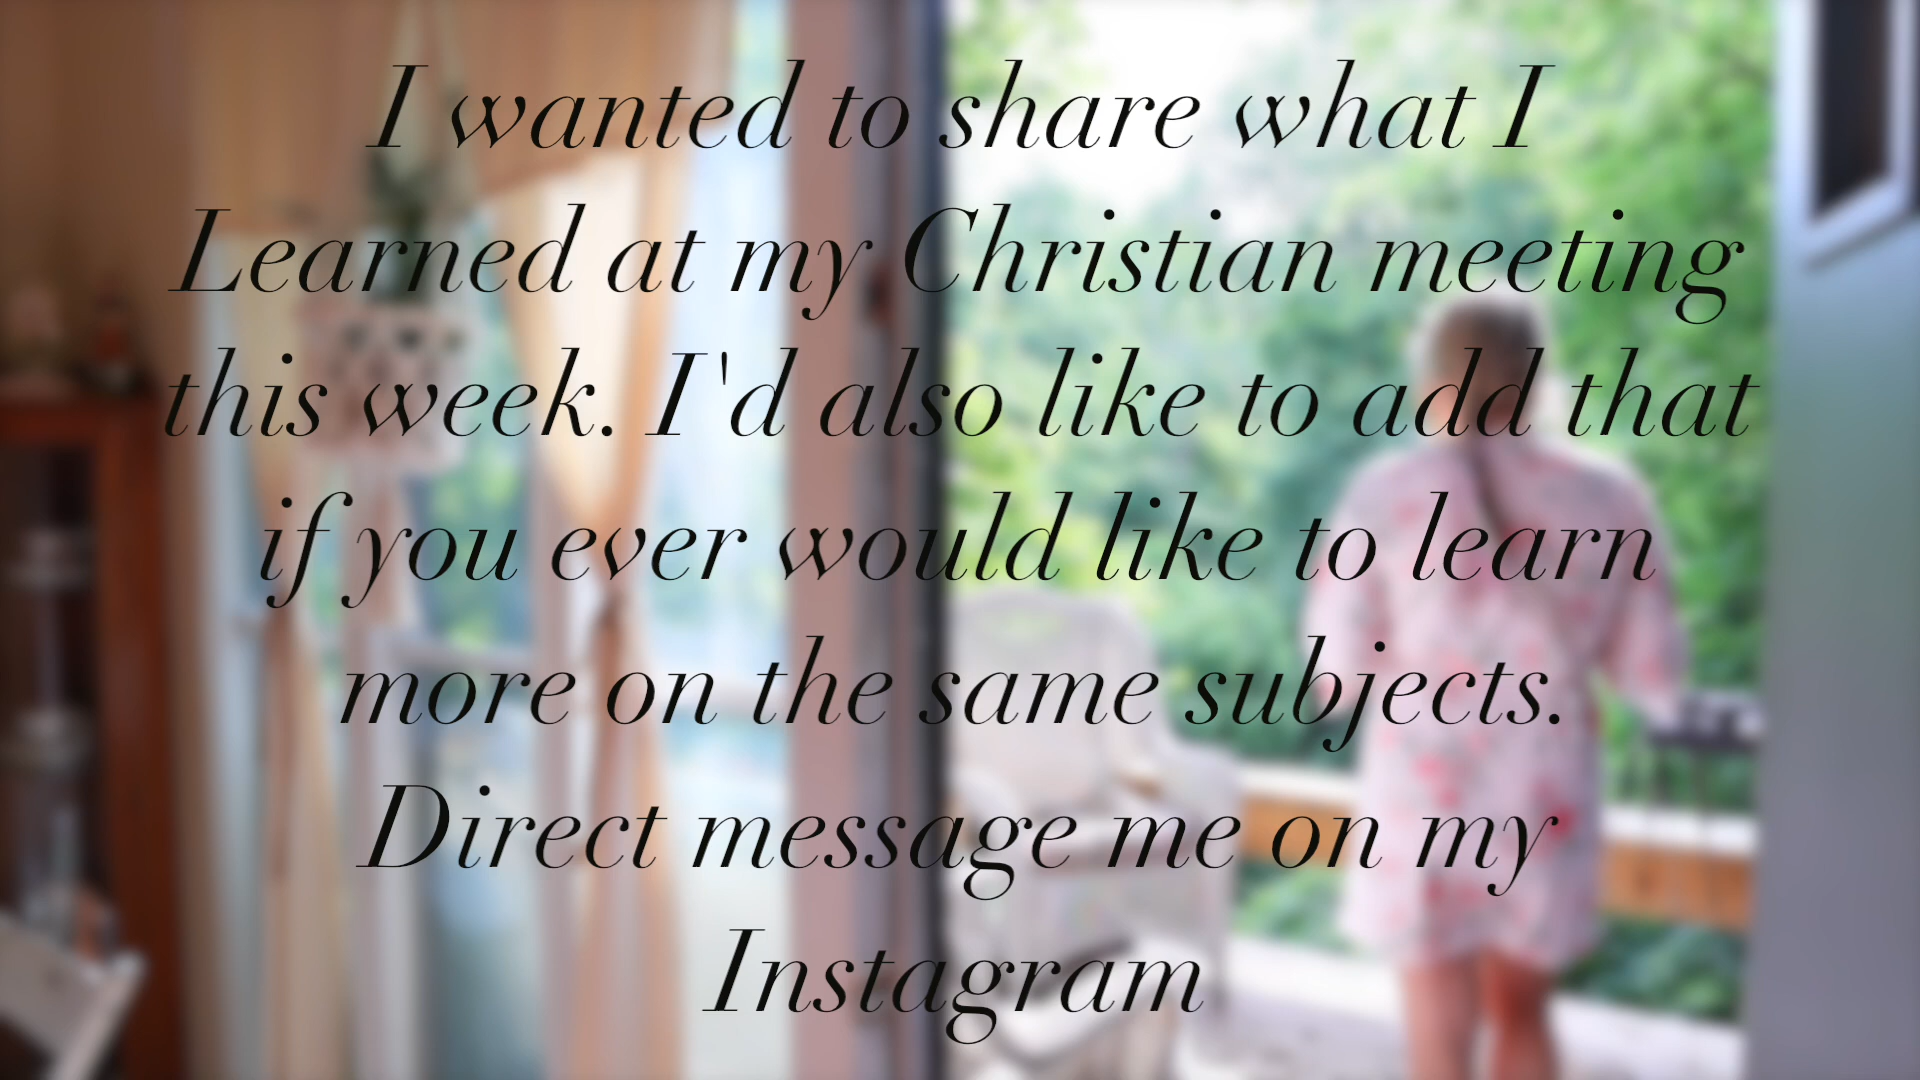 I wanted to share what I
Learned at my Christian meeting
this week. I'd also like to add that
if you ever would like to learn
more on the same subjects.
Direct message me on my
Instagram